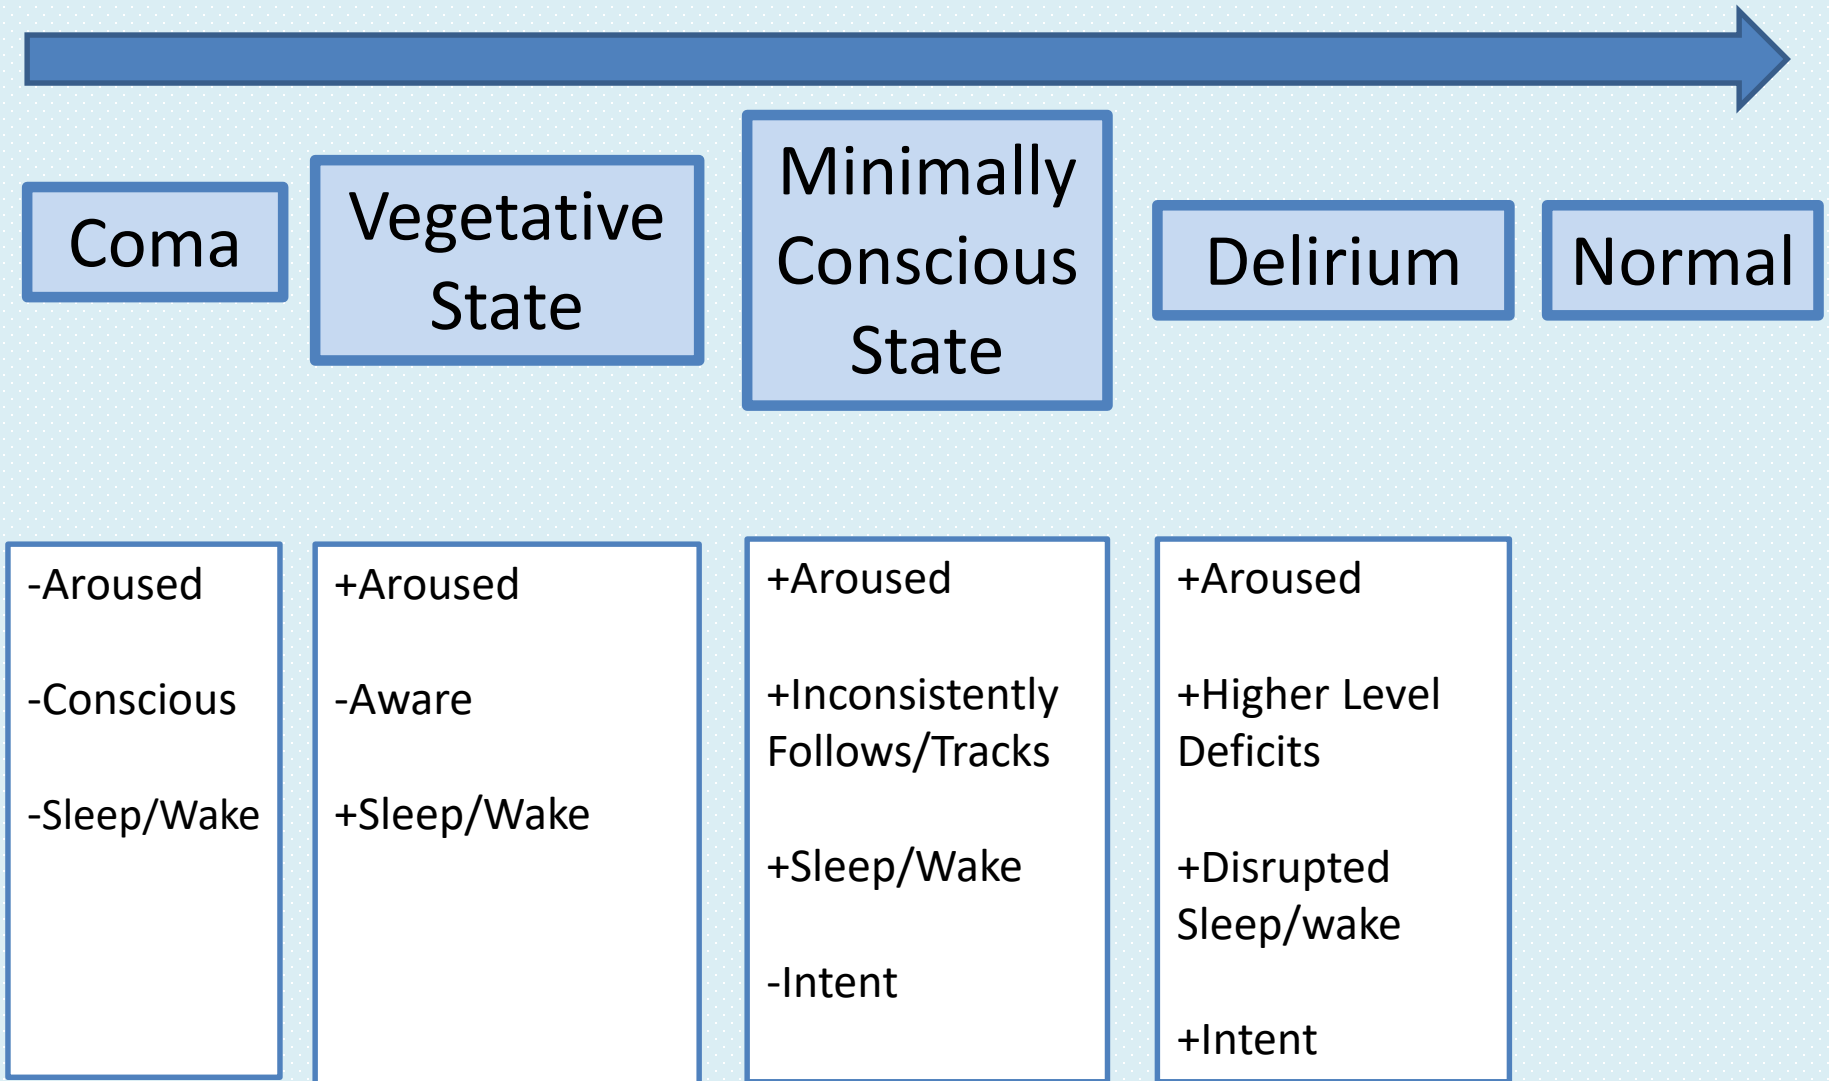 Coma
Vegetative
State
Minimally
Conscious
State
Delirium
Normal
-Aroused
-Conscious
-Sleep/Wake
+Aroused
-Aware
+Sleep/Wake
+Aroused
+Inconsistently
Follows/Tracks
+Sleep/Wake
-Intent
+Aroused
+Higher Level
Deficits
+Disrupted
Sleep/wake
+Intent